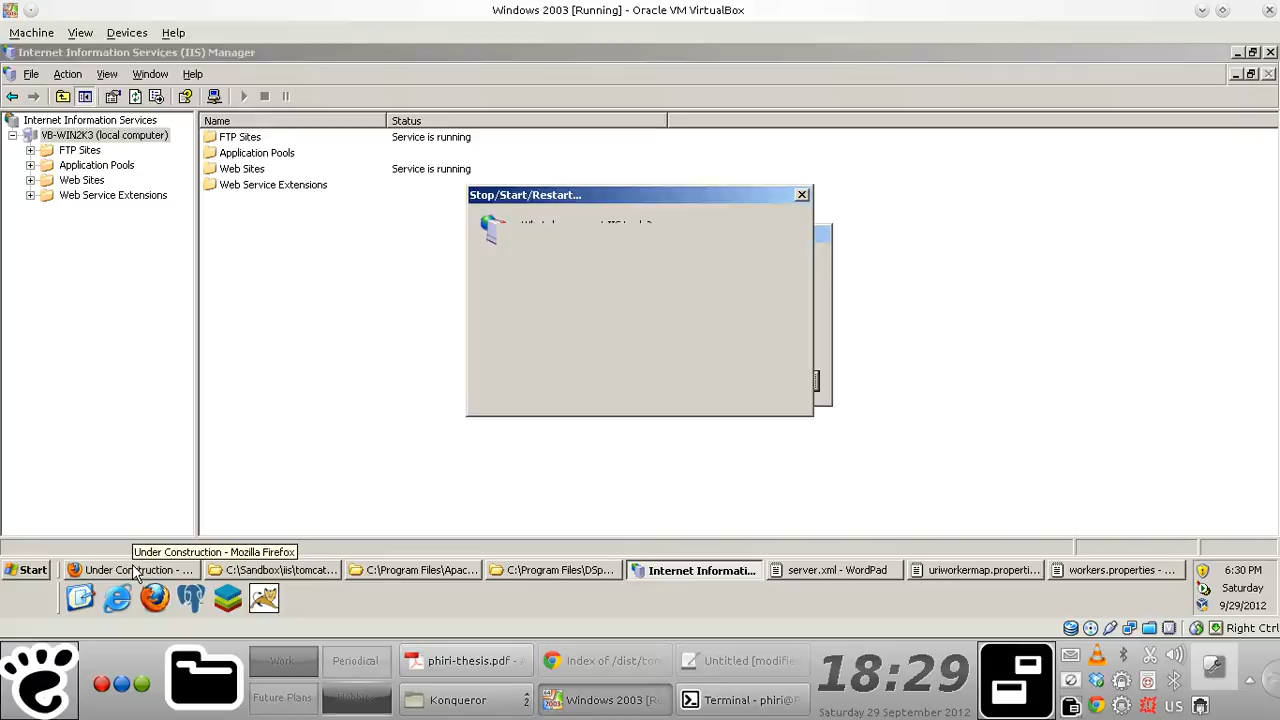 Windows 2003 [Running] - Oracle VM VirtualBox
Machine View Devices Help
Internet Information Services (IIS) Manager
File Action View Window Help
Internet Information Services
VB-WIN2K3 (local computer)
FTP Sites
Application Pools
Web Sites
Web Service Extensions
Name Status
FTP Sites Service is running
Application Pools
Web Sites Service is running
Web Service Extensions
Stop/Start/Restart...
Under Construction - Mozilla Firefox
Start Under Construction - ... C:\Sandbox\iis\tomcat... C:\Program Files\Apac... C:\Program Files\DSp... Internet Informati... server.xml - WordPad uriworkermap.properti... workers.properties - ...
6:30 PM
Saturday
9/29/2012
Right Ctrl
Work Periodical
Future Plans
phiri-thesis.pdf - Index of /dist/to Untitled [modifie
Konqueror 2 Windows 2003 [R Terminal - phiri@
18:29
Saturday 29 September 2012
US